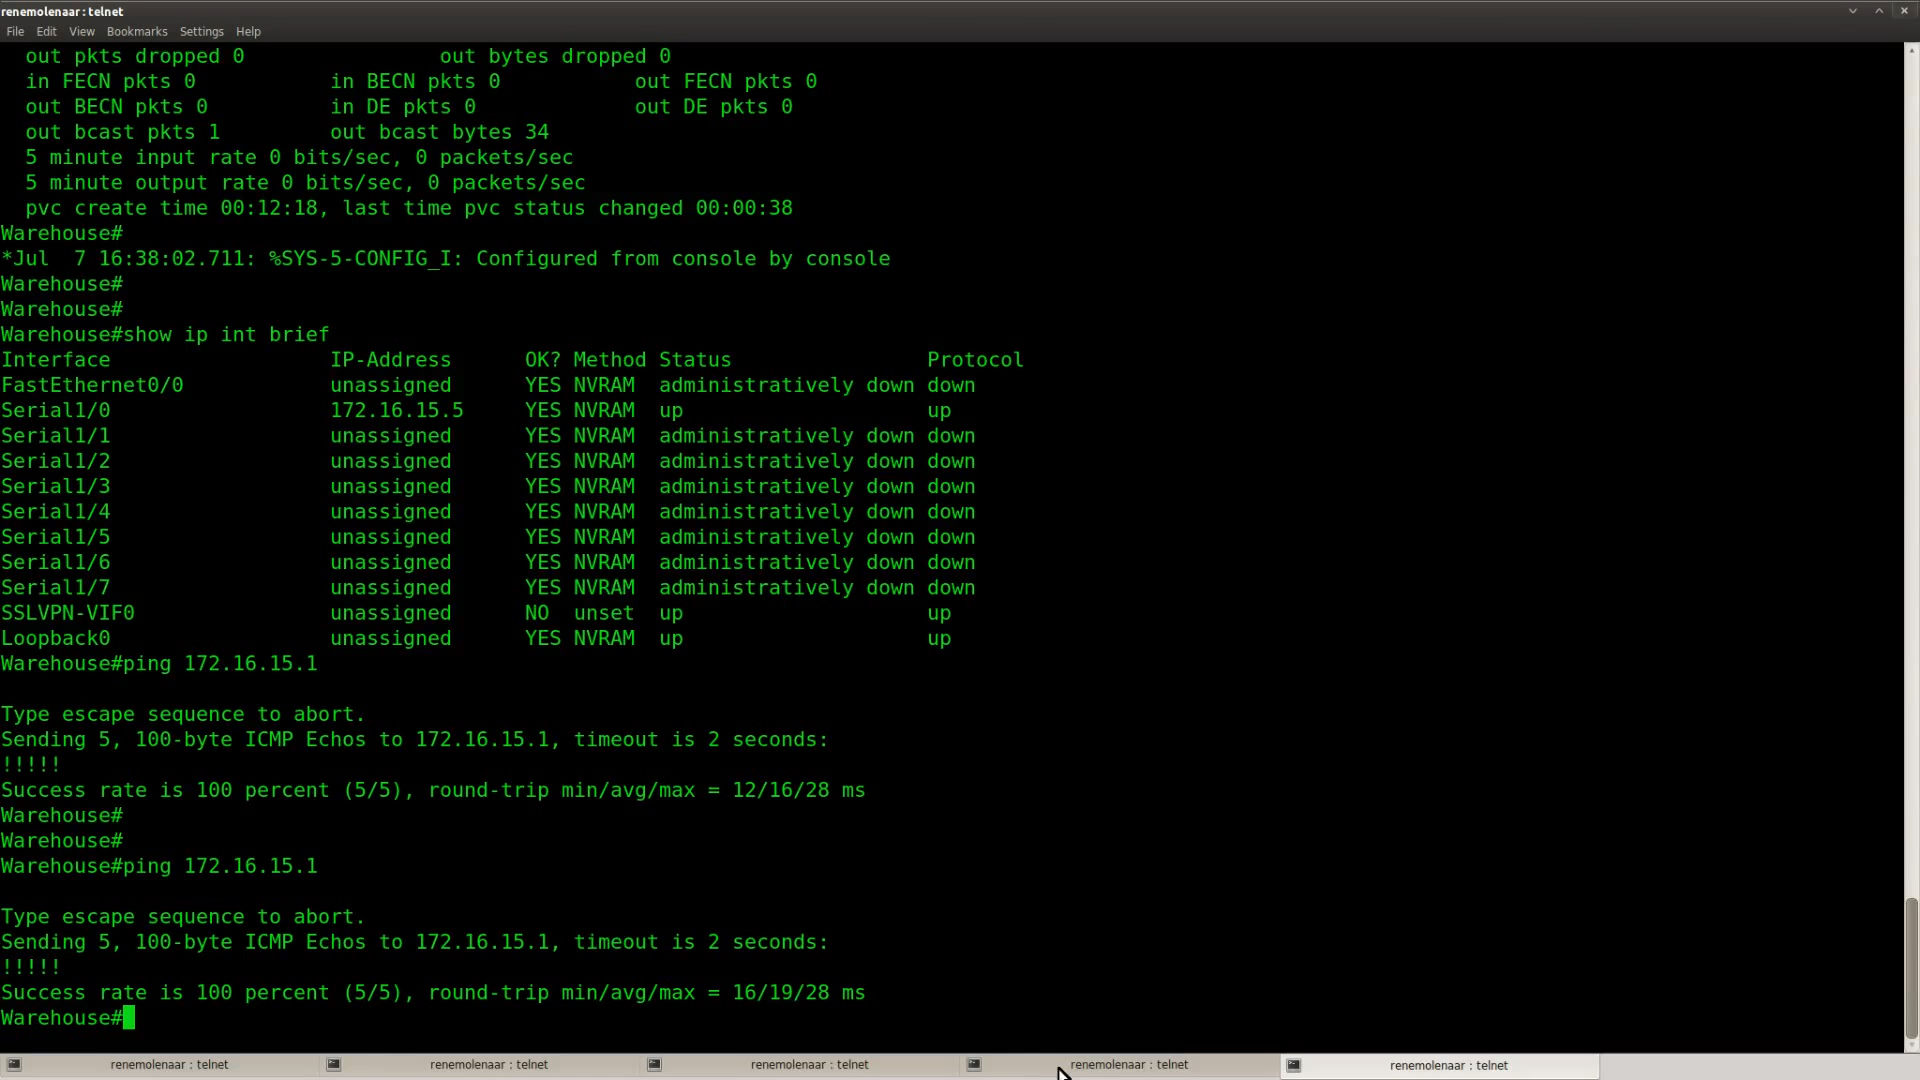 renemolenaar:telnet
File Edit View Bookmarks Settings Help
out pkts dropped 0 out bytes dropped 0
in FECN pkts 0 in BECN pkts 0 out FECN pkts 0
out BECN pkts 0 in DE pkts 0 out DE pkts 0
out bcast pkts 1 out bcast bytes 34
5 minute input rate 0 bits/sec, 0 packets/sec
5 minute output rate 0 bits/sec, 0 packets/sec
pvc create time 00:12:18, last time pvc status changed 00:00:38
Warehouse#
*Jul 7 16:38:02.711: %SYS-5-CONFIG_I: Configured from console by console
Warehouse#
Warehouse#
Warehouse#show ip int brief
Interface IP-Address OK? Method Status Protocol
FastEthernet0/0 unassigned YES NVRAM administratively down down
Serial1/0 172.16.15.5 YES NVRAM up up
Serial1/1 unassigned YES NVRAM administratively down down
Serial1/2 unassigned YES NVRAM administratively down down
Serial1/3 unassigned YES NVRAM administratively down down
Serial1/4 unassigned YES NVRAM administratively down down
Serial1/5 unassigned YES NVRAM administratively down down
Serial1/6 unassigned YES NVRAM administratively down down
Serial1/7 unassigned YES NVRAM administratively down down
SSLVPN-VIF0 unassigned NO unset up up
Loopback0 unassigned YES NVRAM up up
Warehouse#ping 172.16.15.1
Type escape sequence to abort.
Sending 5, 100-byte ICMP Echos to 172.16.15.1, timeout is 2 seconds:
!!!!!
Success rate is 100 percent (5/5), round-trip min/avg/max = 12/16/28 ms
Warehouse#
Warehouse#
Warehouse#ping 172.16.15.1
Type escape sequence to abort.
Sending 5, 100-byte ICMP Echos to 172.16.15.1, timeout is 2 seconds:
!!!!!
Success rate is 100 percent (5/5), round-trip min/avg/max = 16/19/28 ms
Warehouse#
renemolenaar : telnet renemolenaar : telnet renemolenaar : telnet renemolenaar : telnet renemolenaar : telnet